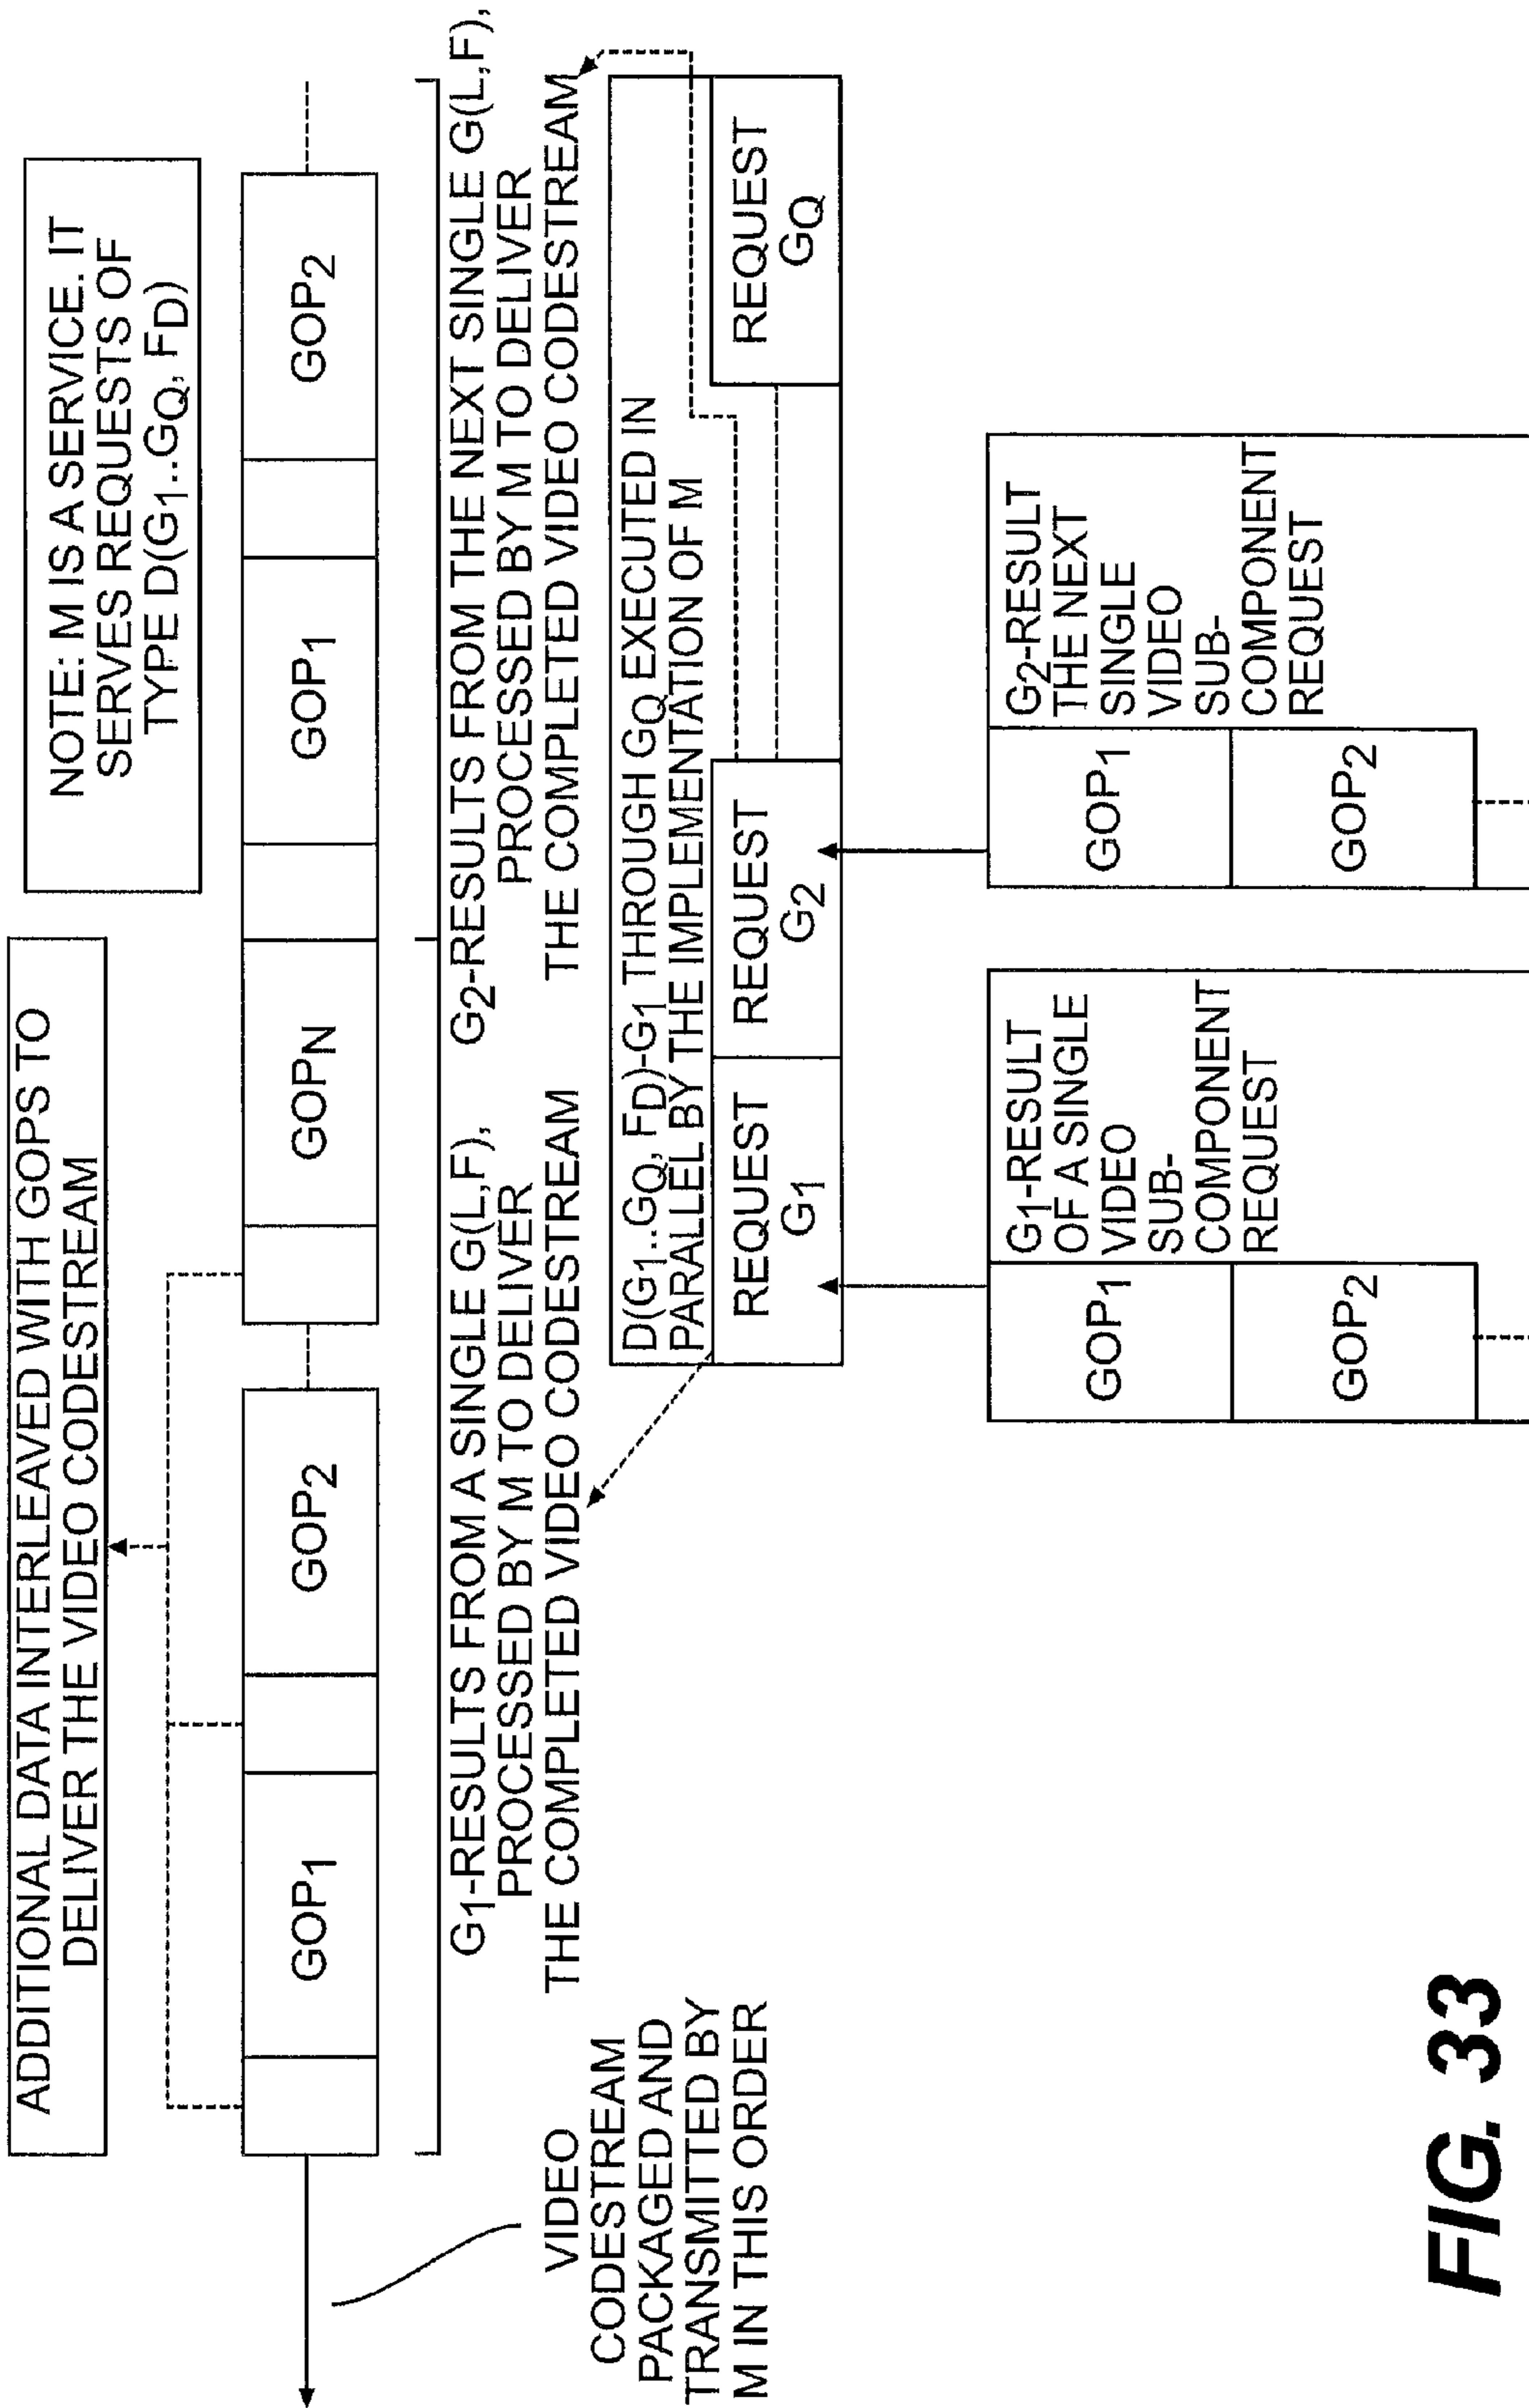 ADDITIONAL DATA INTERLEAVED WITH GOPS TO
DELIVER THE VIDEO CODESTREAM
NOTE: M IS A SERVICE. IT
SERVES REQUESTS OF
TYPE D(G1..GQ, FD)
GOP1
GOP2
GOPN
GOP1
GOP2
G1-RESULTS FROM A SINGLE G(L,F),
PROCESSED BY M TO DELIVER
THE COMPLETED VIDEO CODESTREAM
G2-RESULTS FROM THE NEXT SINGLE G(L,F),
PROCESSED BY M TO DELIVER
THE COMPLETED VIDEO CODESTREAM
VIDEO
CODESTREAM
PACKAGED AND
TRANSMITTED BY
M IN THIS ORDER
D(G1..GQ, FD)-G1 THROUGH GQ EXECUTED IN
PARALLEL BY THE IMPLEMENTATION OF M
REQUEST
G1
REQUEST
G2
REQUEST
GQ
GOP1
GOP2
G1-RESULT
OF A SINGLE
VIDEO
SUB-
COMPONENT
REQUEST
GOP1
GOP2
G2-RESULT
THE NEXT
SINGLE
VIDEO
SUB-
COMPONENT
REQUEST
FIG. 33